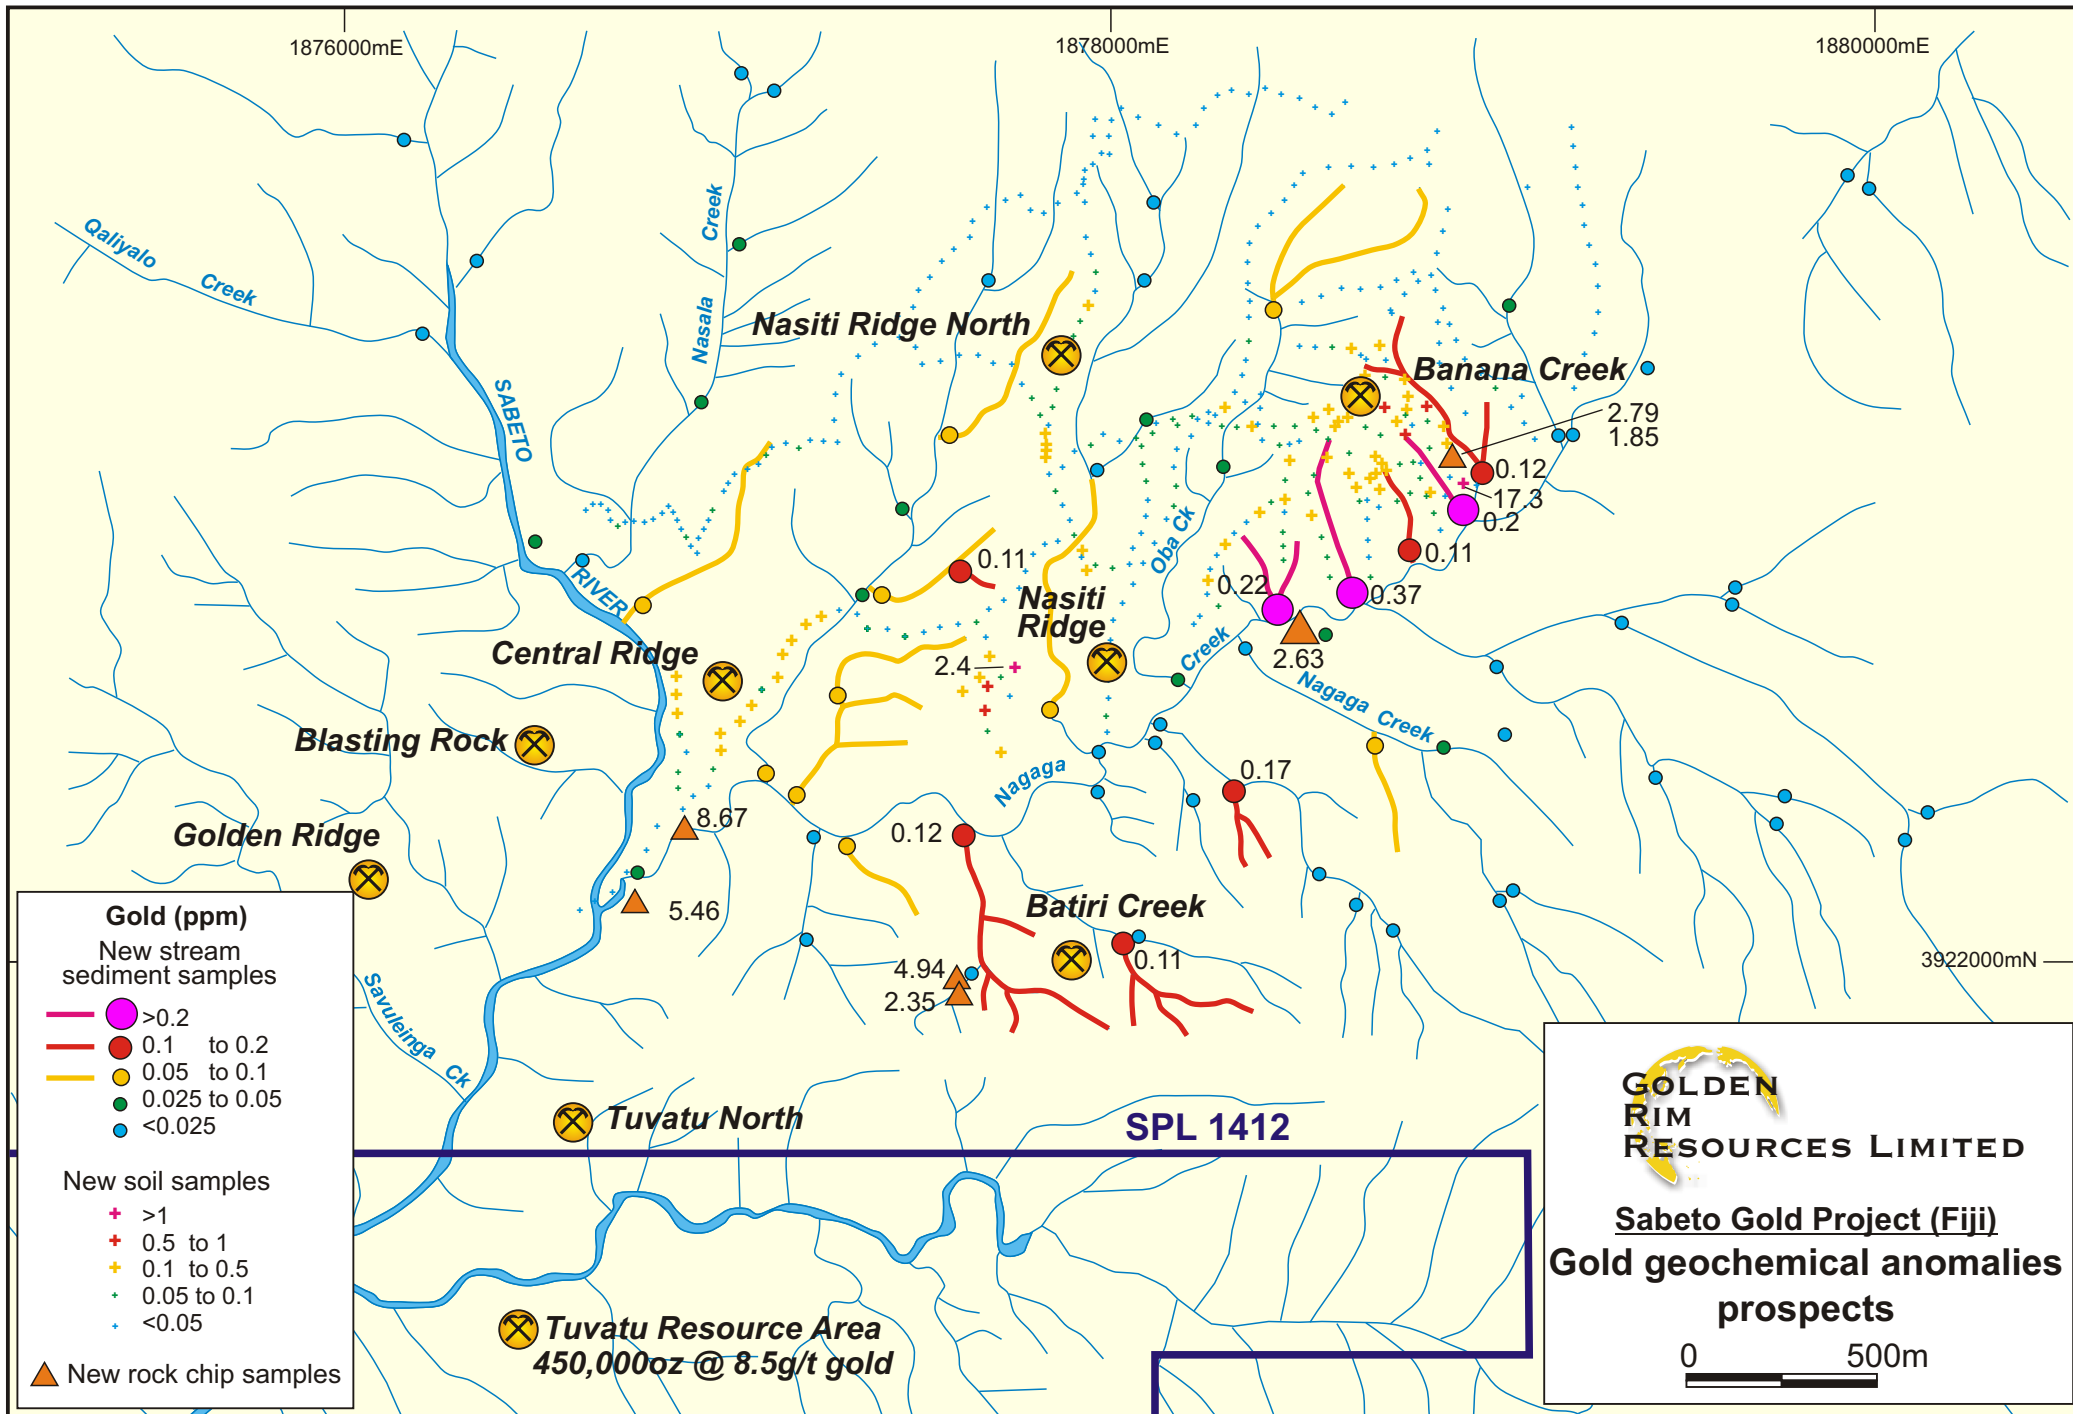 1876000mE
1878000mE
1880000mE
Qaliyalo
Creek
Creek
Nasala
SABETO
RIVER
Nasiti Ridge North
Banana Creek
2.79
1.85
0.12
17.3
0.2
0.11
0.11
Oba Ck
Nasiti
Ridge
0.22
0.37
Central Ridge
2.4
Creek
2.63
Nagaga Creek
Blasting Rock
Nagaga
0.17
8.67
0.12
Golden Ridge
5.46
Batiri Creek
0.11
4.94
2.35
3922000mN
Savuleinga Ck
Tuvatu North
SPL 1412
Tuvatu Resource Area
450,000oz @ 8.5g/t gold
Gold (ppm)
New stream
sediment samples
>0.2
0.1 to 0.2
0.05 to 0.1
0.025 to 0.05
<0.025
New soil samples
>1
0.5 to 1
0.1 to 0.5
0.05 to 0.1
<0.05
New rock chip samples
GOLDEN
RIM
RESOURCES LIMITED
Sabeto Gold Project (Fiji)
Gold geochemical anomalies
prospects
0 500m